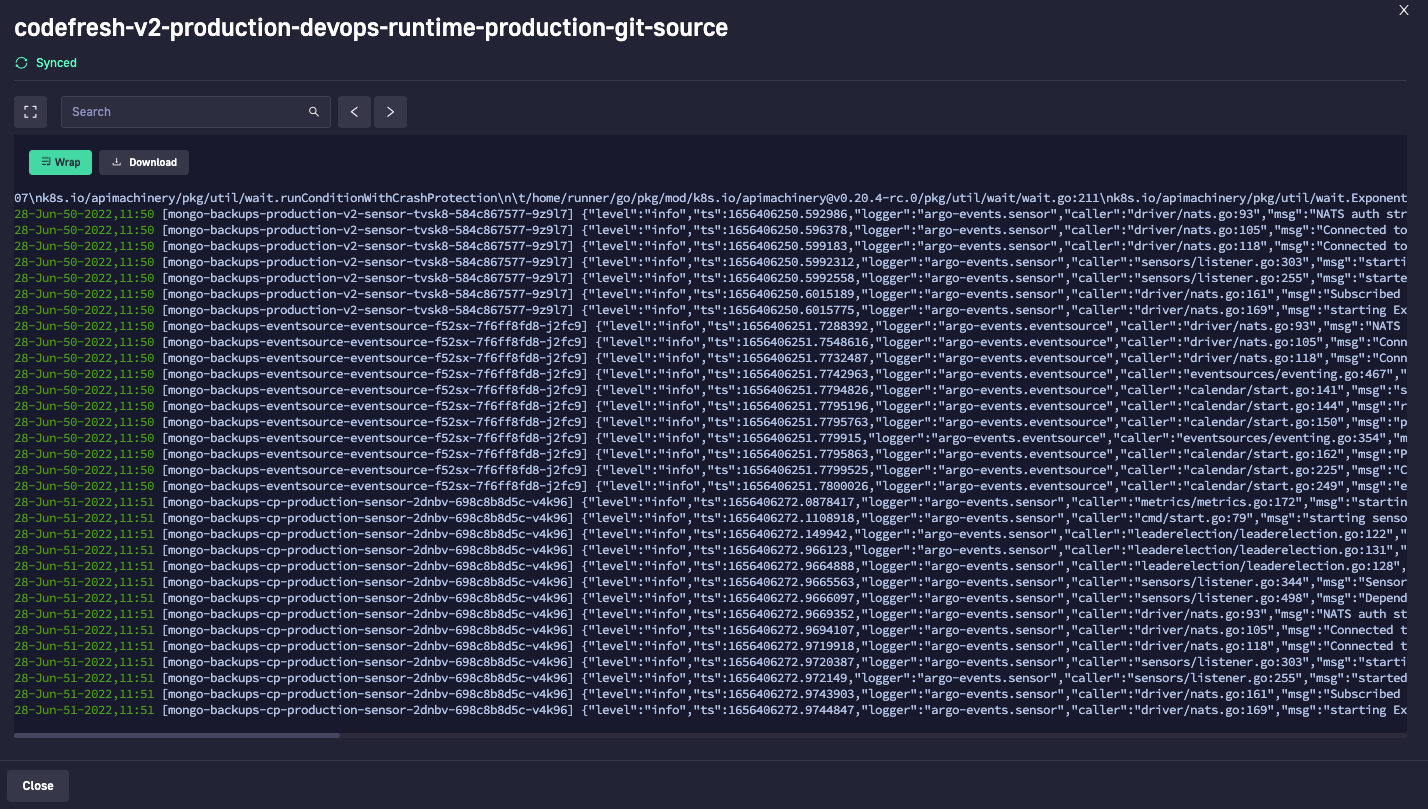 codefresh-v2-production-devops-runtime-production-git-source
X
Synced
Search
Wrap
Download
07\nk8s.io/apimachinery/pkg/util/wait.runConditionWithCrashProtection\n\t/home/runner/go/pkg/mod/k8s.io/apimachinery@v0.20.4-rc.0/pkg/util/wait/wait.go:211\nk8s.io/apimachinery/pkg/util/wait.Exponent
28-Jun-50-2022,11:50 [mongo-backups-production-v2-sensor-tvsk8-584c867577-9z9l7] {"level":"info","ts":1656406250.592986,"logger":"argo-events.sensor","caller":"driver/nats.go:93","msg":"NATS auth str
28-Jun-50-2022,11:50 [mongo-backups-production-v2-sensor-tvsk8-584c867577-9z9l7] {"level":"info","ts":1656406250.596378,"logger":"argo-events.sensor","caller":"driver/nats.go:105","msg":"Connected to
28-Jun-50-2022,11:50 [mongo-backups-production-v2-sensor-tvsk8-584c867577-9z9l7] {"level":"info","ts":1656406250.599183,"logger":"argo-events.sensor","caller":"driver/nats.go:118","msg":"Connected to
28-Jun-50-2022,11:50 [mongo-backups-production-v2-sensor-tvsk8-584c867577-9z9l7] {"level":"info","ts":1656406250.5992312,"logger":"argo-events.sensor","caller":"sensors/listener.go:303","msg":"starti
28-Jun-50-2022,11:50 [mongo-backups-production-v2-sensor-tvsk8-584c867577-9z9l7] {"level":"info","ts":1656406250.5992558,"logger":"argo-events.sensor","caller":"sensors/listener.go:255","msg":"starte
28-Jun-50-2022,11:50 [mongo-backups-production-v2-sensor-tvsk8-584c867577-9z9l7] {"level":"info","ts":1656406250.6015189,"logger":"argo-events.sensor","caller":"driver/nats.go:161","msg":"Subscribed
28-Jun-50-2022,11:50 [mongo-backups-production-v2-sensor-tvsk8-584c867577-9z9l7] {"level":"info","ts":1656406250.6015775,"logger":"argo-events.sensor","caller":"driver/nats.go:169","msg":"starting Ex
28-Jun-50-2022,11:50 [mongo-backups-eventsource-eventsource-f52sx-7f6ff8fd8-j2fc9] {"level":"info","ts":1656406251.7288392,"logger":"argo-events.eventsource","caller":"driver/nats.go:93","msg":"NATS
28-Jun-50-2022,11:50 [mongo-backups-eventsource-eventsource-f52sx-7f6ff8fd8-j2fc9] {"level":"info","ts":1656406251.7548616,"logger":"argo-events.eventsource","caller":"driver/nats.go:105","msg":"Conn
28-Jun-50-2022,11:50 [mongo-backups-eventsource-eventsource-f52sx-7f6ff8fd8-j2fc9] {"level":"info","ts":1656406251.7732487,"logger":"argo-events.eventsource","caller":"driver/nats.go:118","msg":"Conn
28-Jun-50-2022,11:50 [mongo-backups-eventsource-eventsource-f52sx-7f6ff8fd8-j2fc9] {"level":"info","ts":1656406251.7742963,"logger":"argo-events.eventsource","caller":"eventsources/eventing.go:467","
28-Jun-50-2022,11:50 [mongo-backups-eventsource-eventsource-f52sx-7f6ff8fd8-j2fc9] {"level":"info","ts":1656406251.7794826,"logger":"argo-events.eventsource","caller":"calendar/start.go:141","msg":"s
28-Jun-50-2022,11:50 [mongo-backups-eventsource-eventsource-f52sx-7f6ff8fd8-j2fc9] {"level":"info","ts":1656406251.7795196,"logger":"argo-events.eventsource","caller":"calendar/start.go:144","msg":"r
28-Jun-50-2022,11:50 [mongo-backups-eventsource-eventsource-f52sx-7f6ff8fd8-j2fc9] {"level":"info","ts":1656406251.7795763,"logger":"argo-events.eventsource","caller":"calendar/start.go:150","msg":"p
28-Jun-50-2022,11:50 [mongo-backups-eventsource-eventsource-f52sx-7f6ff8fd8-j2fc9] {"level":"info","ts":1656406251.779915,"logger":"argo-events.eventsource","caller":"eventsources/eventing.go:354","m
28-Jun-50-2022,11:50 [mongo-backups-eventsource-eventsource-f52sx-7f6ff8fd8-j2fc9] {"level":"info","ts":1656406251.7795863,"logger":"argo-events.eventsource","caller":"calendar/start.go:162","msg":"P
28-Jun-50-2022,11:50 [mongo-backups-eventsource-eventsource-f52sx-7f6ff8fd8-j2fc9] {"level":"info","ts":1656406251.7799525,"logger":"argo-events.eventsource","caller":"calendar/start.go:225","msg":"C
28-Jun-50-2022,11:50 [mongo-backups-eventsource-eventsource-f52sx-7f6ff8fd8-j2fc9] {"level":"info","ts":1656406251.7800026,"logger":"argo-events.eventsource","caller":"calendar/start.go:249","msg":"e
28-Jun-51-2022,11:51 [mongo-backups-cp-production-sensor-2dnbv-698c8b8d5c-v4k96] {"level":"info","ts":1656406272.0878417,"logger":"argo-events.sensor","caller":"metrics/metrics.go:172","msg":"startin
28-Jun-51-2022,11:51 [mongo-backups-cp-production-sensor-2dnbv-698c8b8d5c-v4k96] {"level":"info","ts":1656406272.1108918,"logger":"argo-events.sensor","caller":"cmd/start.go:79","msg":"starting senso
28-Jun-51-2022,11:51 [mongo-backups-cp-production-sensor-2dnbv-698c8b8d5c-v4k96] {"level":"info","ts":1656406272.149942,"logger":"argo-events.sensor","caller":"leaderelection/leaderelection.go:122","
28-Jun-51-2022,11:51 [mongo-backups-cp-production-sensor-2dnbv-698c8b8d5c-v4k96] {"level":"info","ts":1656406272.966123,"logger":"argo-events.sensor","caller":"leaderelection/leaderelection.go:131","
28-Jun-51-2022,11:51 [mongo-backups-cp-production-sensor-2dnbv-698c8b8d5c-v4k96] {"level":"info","ts":1656406272.9664888,"logger":"argo-events.sensor","caller":"leaderelection/leaderelection.go:128",
28-Jun-51-2022,11:51 [mongo-backups-cp-production-sensor-2dnbv-698c8b8d5c-v4k96] {"level":"info","ts":1656406272.9665563,"logger":"argo-events.sensor","caller":"sensors/listener.go:344","msg":"Sensor
28-Jun-51-2022,11:51 [mongo-backups-cp-production-sensor-2dnbv-698c8b8d5c-v4k96] {"level":"info","ts":1656406272.9666097,"logger":"argo-events.sensor","caller":"sensors/listener.go:498","msg":"Depend
28-Jun-51-2022,11:51 [mongo-backups-cp-production-sensor-2dnbv-698c8b8d5c-v4k96] {"level":"info","ts":1656406272.9669352,"logger":"argo-events.sensor","caller":"driver/nats.go:93","msg":"NATS auth st
28-Jun-51-2022,11:51 [mongo-backups-cp-production-sensor-2dnbv-698c8b8d5c-v4k96] {"level":"info","ts":1656406272.9694107,"logger":"argo-events.sensor","caller":"driver/nats.go:105","msg":"Connected t
28-Jun-51-2022,11:51 [mongo-backups-cp-production-sensor-2dnbv-698c8b8d5c-v4k96] {"level":"info","ts":1656406272.9719918,"logger":"argo-events.sensor","caller":"driver/nats.go:118","msg":"Connected t
28-Jun-51-2022,11:51 [mongo-backups-cp-production-sensor-2dnbv-698c8b8d5c-v4k96] {"level":"info","ts":1656406272.9720387,"logger":"argo-events.sensor","caller":"sensors/listener.go:303","msg":"starti
28-Jun-51-2022,11:51 [mongo-backups-cp-production-sensor-2dnbv-698c8b8d5c-v4k96] {"level":"info","ts":1656406272.972149,"logger":"argo-events.sensor","caller":"sensors/listener.go:255","msg":"started
28-Jun-51-2022,11:51 [mongo-backups-cp-production-sensor-2dnbv-698c8b8d5c-v4k96] {"level":"info","ts":1656406272.9743903,"logger":"argo-events.sensor","caller":"driver/nats.go:161","msg":"Subscribed
28-Jun-51-2022,11:51 [mongo-backups-cp-production-sensor-2dnbv-698c8b8d5c-v4k96] {"level":"info","ts":1656406272.9744847,"logger":"argo-events.sensor","caller":"driver/nats.go:169","msg":"starting Ex
Close